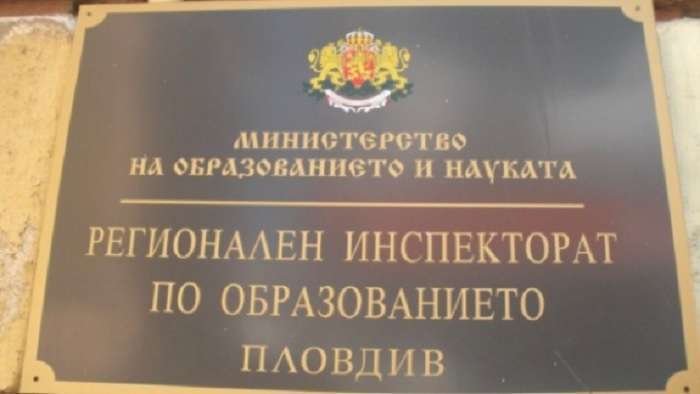 МИНИСТЕРСТВО
НА ОБРАЗОВАНИЕТО И НАУКАТА
РЕГИОНАЛЕН ИНСПЕКТОРАТ
ПО ОБРАЗОВАНИЕТО
ПЛОВДИВ